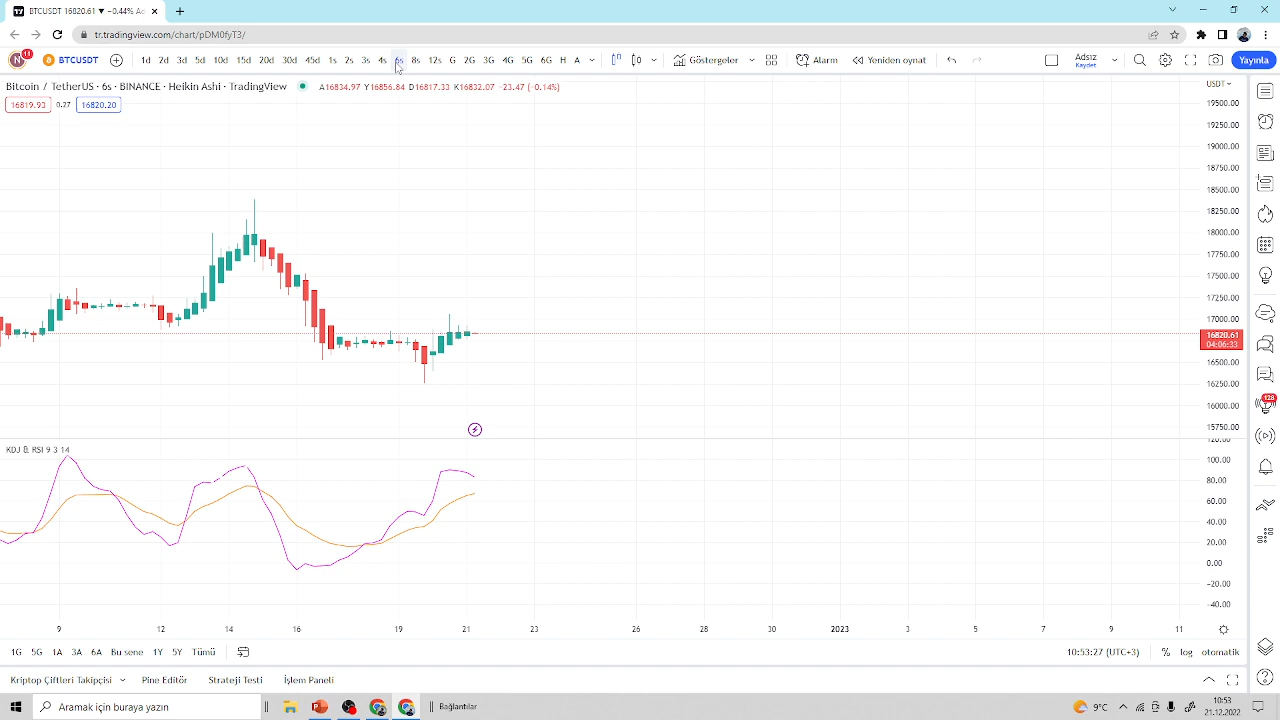 BTCUSDT 16820.61 ▼ −0.44% Ad
tr.tradingview.com/chart/pDM0fyT3/
N 11 BTCUSDT 1d 2d 3d 5d 10d 15d 20d 30d 45d 1s 2s 3s 4s 6s 8s 12s G 2G 3G 4G 5G 6G H A Göstergeler Alarm Yeniden oynat Adsız Yayınla
Kaydet
Bitcoin / TetherUS · 6s · BINANCE · Heikin Ashi · TradingView A16834.97 Y16856.84 D16817.33 K16832.07 −23.47 (−0.14%) USDT
16819.93 0.27 16820.20
19500.00
19250.00
19000.00
18750.00
18500.00
18250.00
18000.00
17750.00
17500.00
17250.00
17000.00
16820.61
04:06:33
16500.00
16250.00
16000.00
15750.00
120.00
KDJ & RSI 9 3 14
100.00
80.00
60.00
40.00
20.00
0.00
−20.00
−40.00
128
9 12 14 16 19 21 23 26 28 30 2023 3 5 7 9 11
1G 5G 1A 3A 6A Bu sene 1Y 5Y Tümü 10:53:27 (UTC+3) % log otomatik
Kripto Çiftleri Takipçisi Pine Editör Strateji Testi İşlem Paneli
Aramak için buraya yazın Bağlantılar 9°C 10:53
21.12.2022